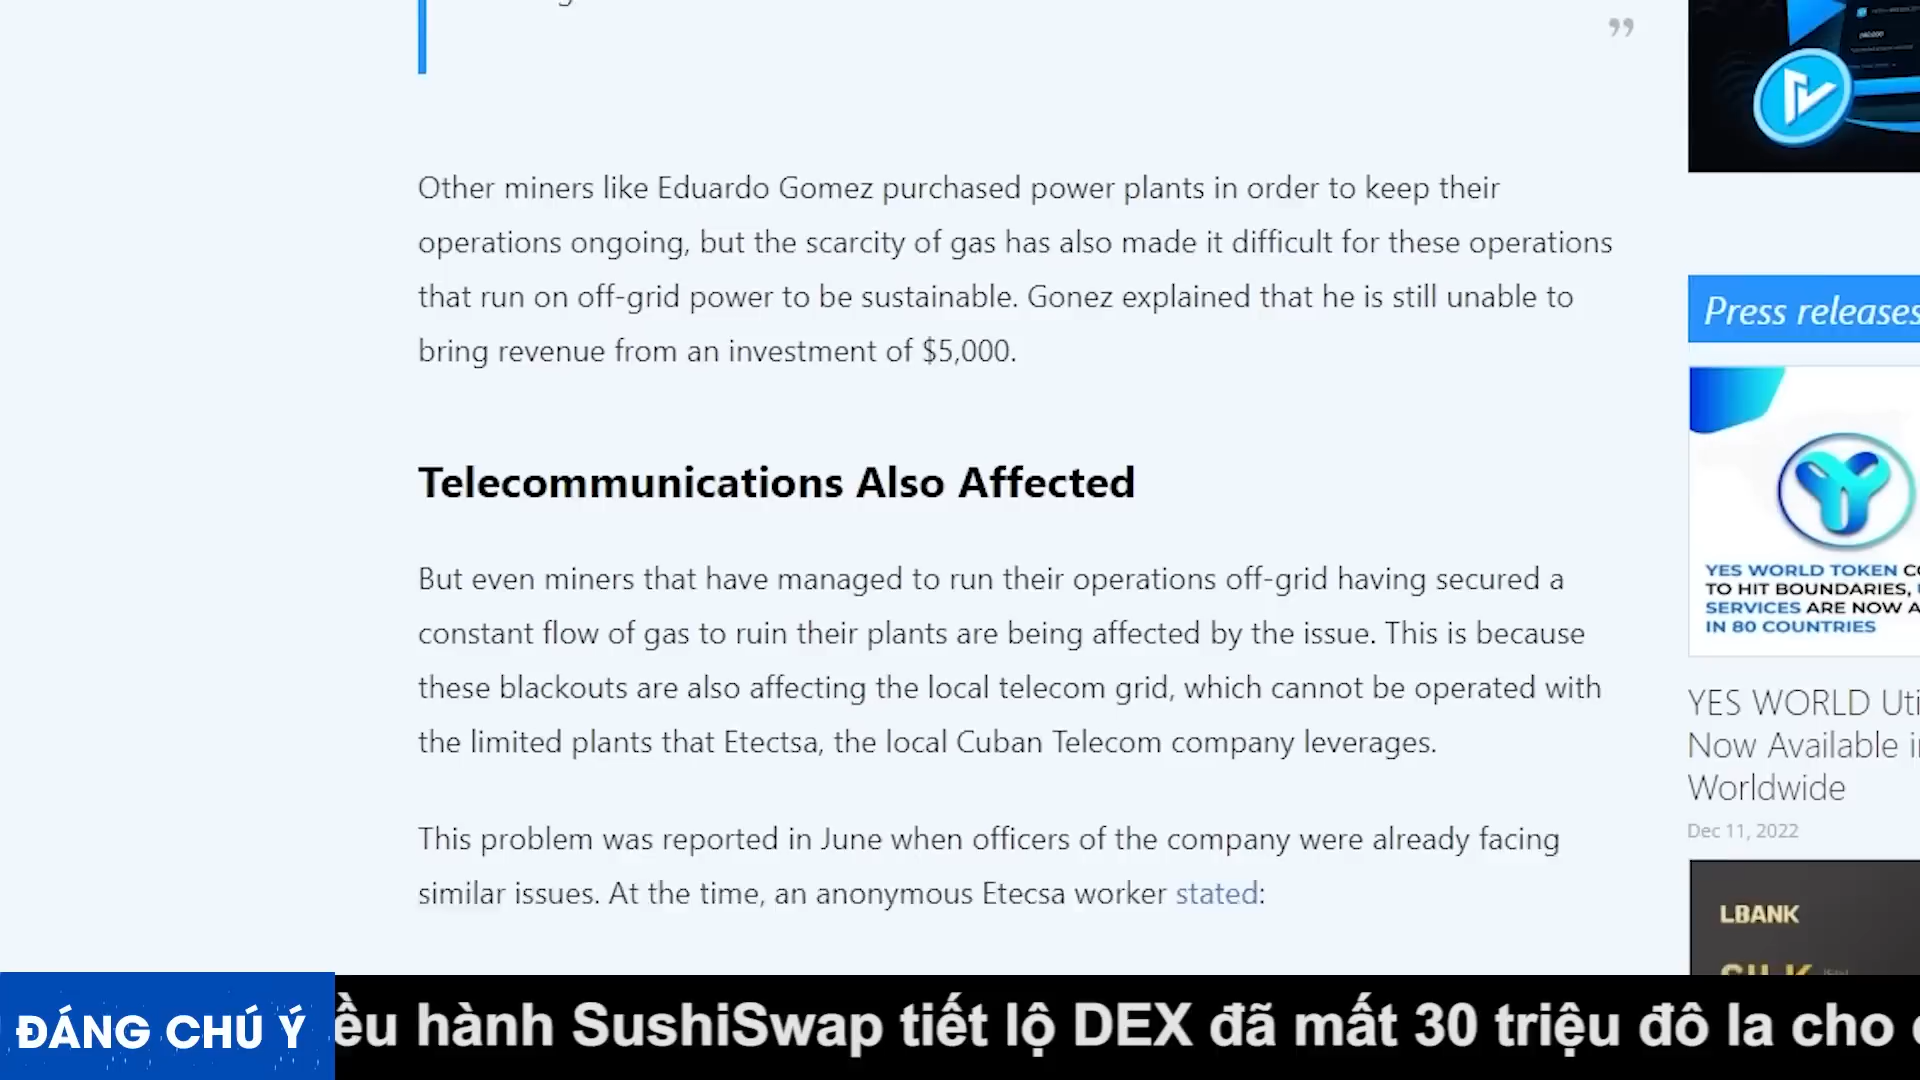 Other miners like Eduardo Gomez purchased power plants in order to keep their
operations ongoing, but the scarcity of gas has also made it difficult for these operations
that run on off-grid power to be sustainable. Gonez explained that he is still unable to
bring revenue from an investment of $5,000.
Telecommunications Also Affected
But even miners that have managed to run their operations off-grid having secured a
constant flow of gas to ruin their plants are being affected by the issue. This is because
these blackouts are also affecting the local telecom grid, which cannot be operated with
the limited plants that Etectsa, the local Cuban Telecom company leverages.
This problem was reported in June when officers of the company were already facing
similar issues. At the time, an anonymous Etecsa worker stated:
Press releases
YES WORLD TOKEN
TO HIT BOUNDARIES,
SERVICES ARE NOW
IN 80 COUNTRIES
YES WORLD
Now Available
Worldwide
Dec 11, 2022
LBANK
ĐÁNG CHÚ Ý
ều hành SushiSwap tiết lộ DEX đã mất 30 triệu đô la cho